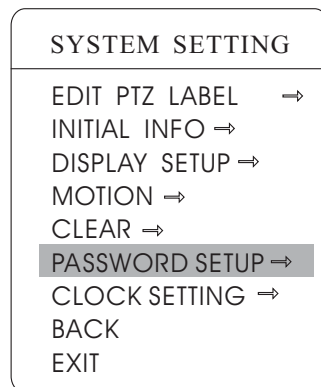 SYSTEM SETTING
EDIT PTZ LABEL ⇒
INITIAL INFO ⇒
DISPLAY SETUP ⇒
MOTION ⇒
CLEAR ⇒
PASSWORD SETUP ⇒
CLOCK SETTING ⇒
BACK
EXIT